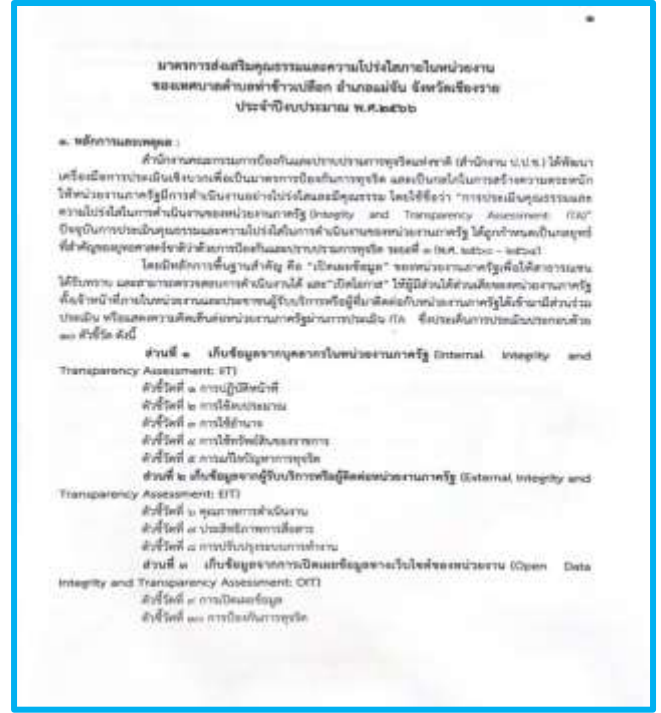 ๑
มาตรการส่งเสริมคุณธรรมและความโปร่งใสภายในหน่วยงาน
ของเทศบาลตำบลท่าข้าวเปลือก อำเภอแม่จัน จังหวัดเชียงราย
ประจำปีงบประมาณ พ.ศ.๒๕๖๖
๑. หลักการและเหตุผล :
สำนักงานคณะกรรมการป้องกันและปราบปรามการทุจริตแห่งชาติ (สำนักงาน ป.ป.ช.) ได้พัฒนา
เครื่องมือการประเมินเชิงบวกเพื่อเป็นมาตรการป้องกันการทุจริต และเป็นกลไกในการสร้างความตระหนัก
ให้หน่วยงานภาครัฐมีการดำเนินงานอย่างโปร่งใสและมีคุณธรรม โดยใช้ชื่อว่า "การประเมินคุณธรรมและ
ความโปร่งใสในการดำเนินงานของหน่วยงานภาครัฐ (Integrity and Transparency Assessment: ITA)"
ปัจจุบันการประเมินคุณธรรมและความโปร่งใสในการดำเนินงานของหน่วยงานภาครัฐ ได้ถูกกำหนดเป็นกลยุทธ์
ที่สำคัญของยุทธศาสตร์ชาติว่าด้วยการป้องกันและปราบปรามการทุจริต ระยะที่ ๓ (พ.ศ. ๒๕๖๐ - ๒๕๖๔)
โดยมีหลักการพื้นฐานสำคัญ คือ "เปิดเผยข้อมูล" ของหน่วยงานภาครัฐเพื่อให้สาธารณชน
ได้รับทราบ และสามารถตรวจสอบการดำเนินงานได้ และ"เปิดโอกาส" ให้ผู้มีส่วนได้ส่วนเสียของหน่วยงานภาครัฐ
ทั้งเจ้าหน้าที่ภายในหน่วยงานและประชาชนผู้รับบริการหรือผู้ที่มาติดต่อกับหน่วยงานภาครัฐได้เข้ามามีส่วนร่วม
ประเมิน หรือแสดงความคิดเห็นต่อหน่วยงานภาครัฐผ่านการประเมิน ITA ซึ่งประเด็นการประเมินประกอบด้วย
๑๐ ตัวชี้วัด ดังนี้
ส่วนที่ ๑ เก็บข้อมูลจากบุคลากรในหน่วยงานภาครัฐ (Internal Integrity and
Transparency Assessment: IIT)
ตัวชี้วัดที่ ๑ การปฏิบัติหน้าที่
ตัวชี้วัดที่ ๒ การใช้งบประมาณ
ตัวชี้วัดที่ ๓ การใช้อำนาจ
ตัวชี้วัดที่ ๔ การใช้ทรัพย์สินของราชการ
ตัวชี้วัดที่ ๕ การแก้ไขปัญหาการทุจริต
ส่วนที่ ๒ เก็บข้อมูลจากผู้รับบริการหรือผู้ติดต่อหน่วยงานภาครัฐ (External Integrity and
Transparency Assessment: EIT)
ตัวชี้วัดที่ ๖ คุณภาพการดำเนินงาน
ตัวชี้วัดที่ ๗ ประสิทธิภาพการสื่อสาร
ตัวชี้วัดที่ ๘ การปรับปรุงระบบการทำงาน
ส่วนที่ ๓ เก็บข้อมูลจากการเปิดเผยข้อมูลทางเว็บไซต์ของหน่วยงาน (Open Data
Integrity and Transparency Assessment: OIT)
ตัวชี้วัดที่ ๙ การเปิดเผยข้อมูล
ตัวชี้วัดที่ ๑๐ การป้องกันการทุจริต